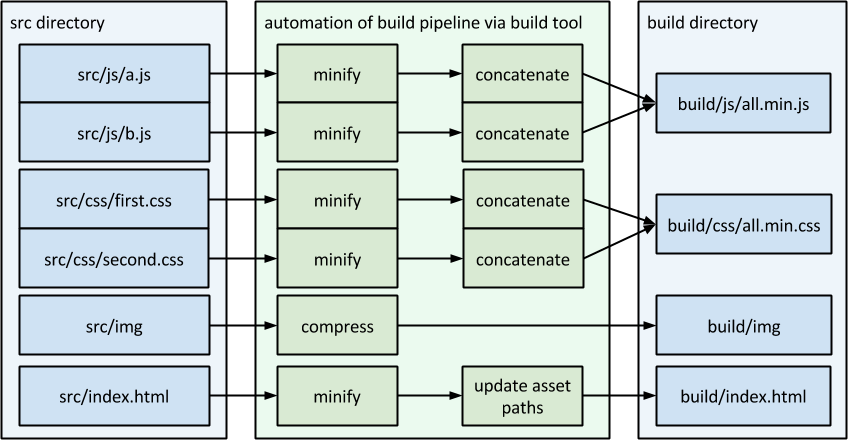 src directory
automation of build pipeline via build tool
build directory
src/js/a.js
minify
concatenate
build/js/all.min.js
src/js/b.js
minify
concatenate
src/css/first.css
minify
concatenate
build/css/all.min.css
src/css/second.css
minify
concatenate
src/img
compress
build/img
src/index.html
minify
update asset
paths
build/index.html